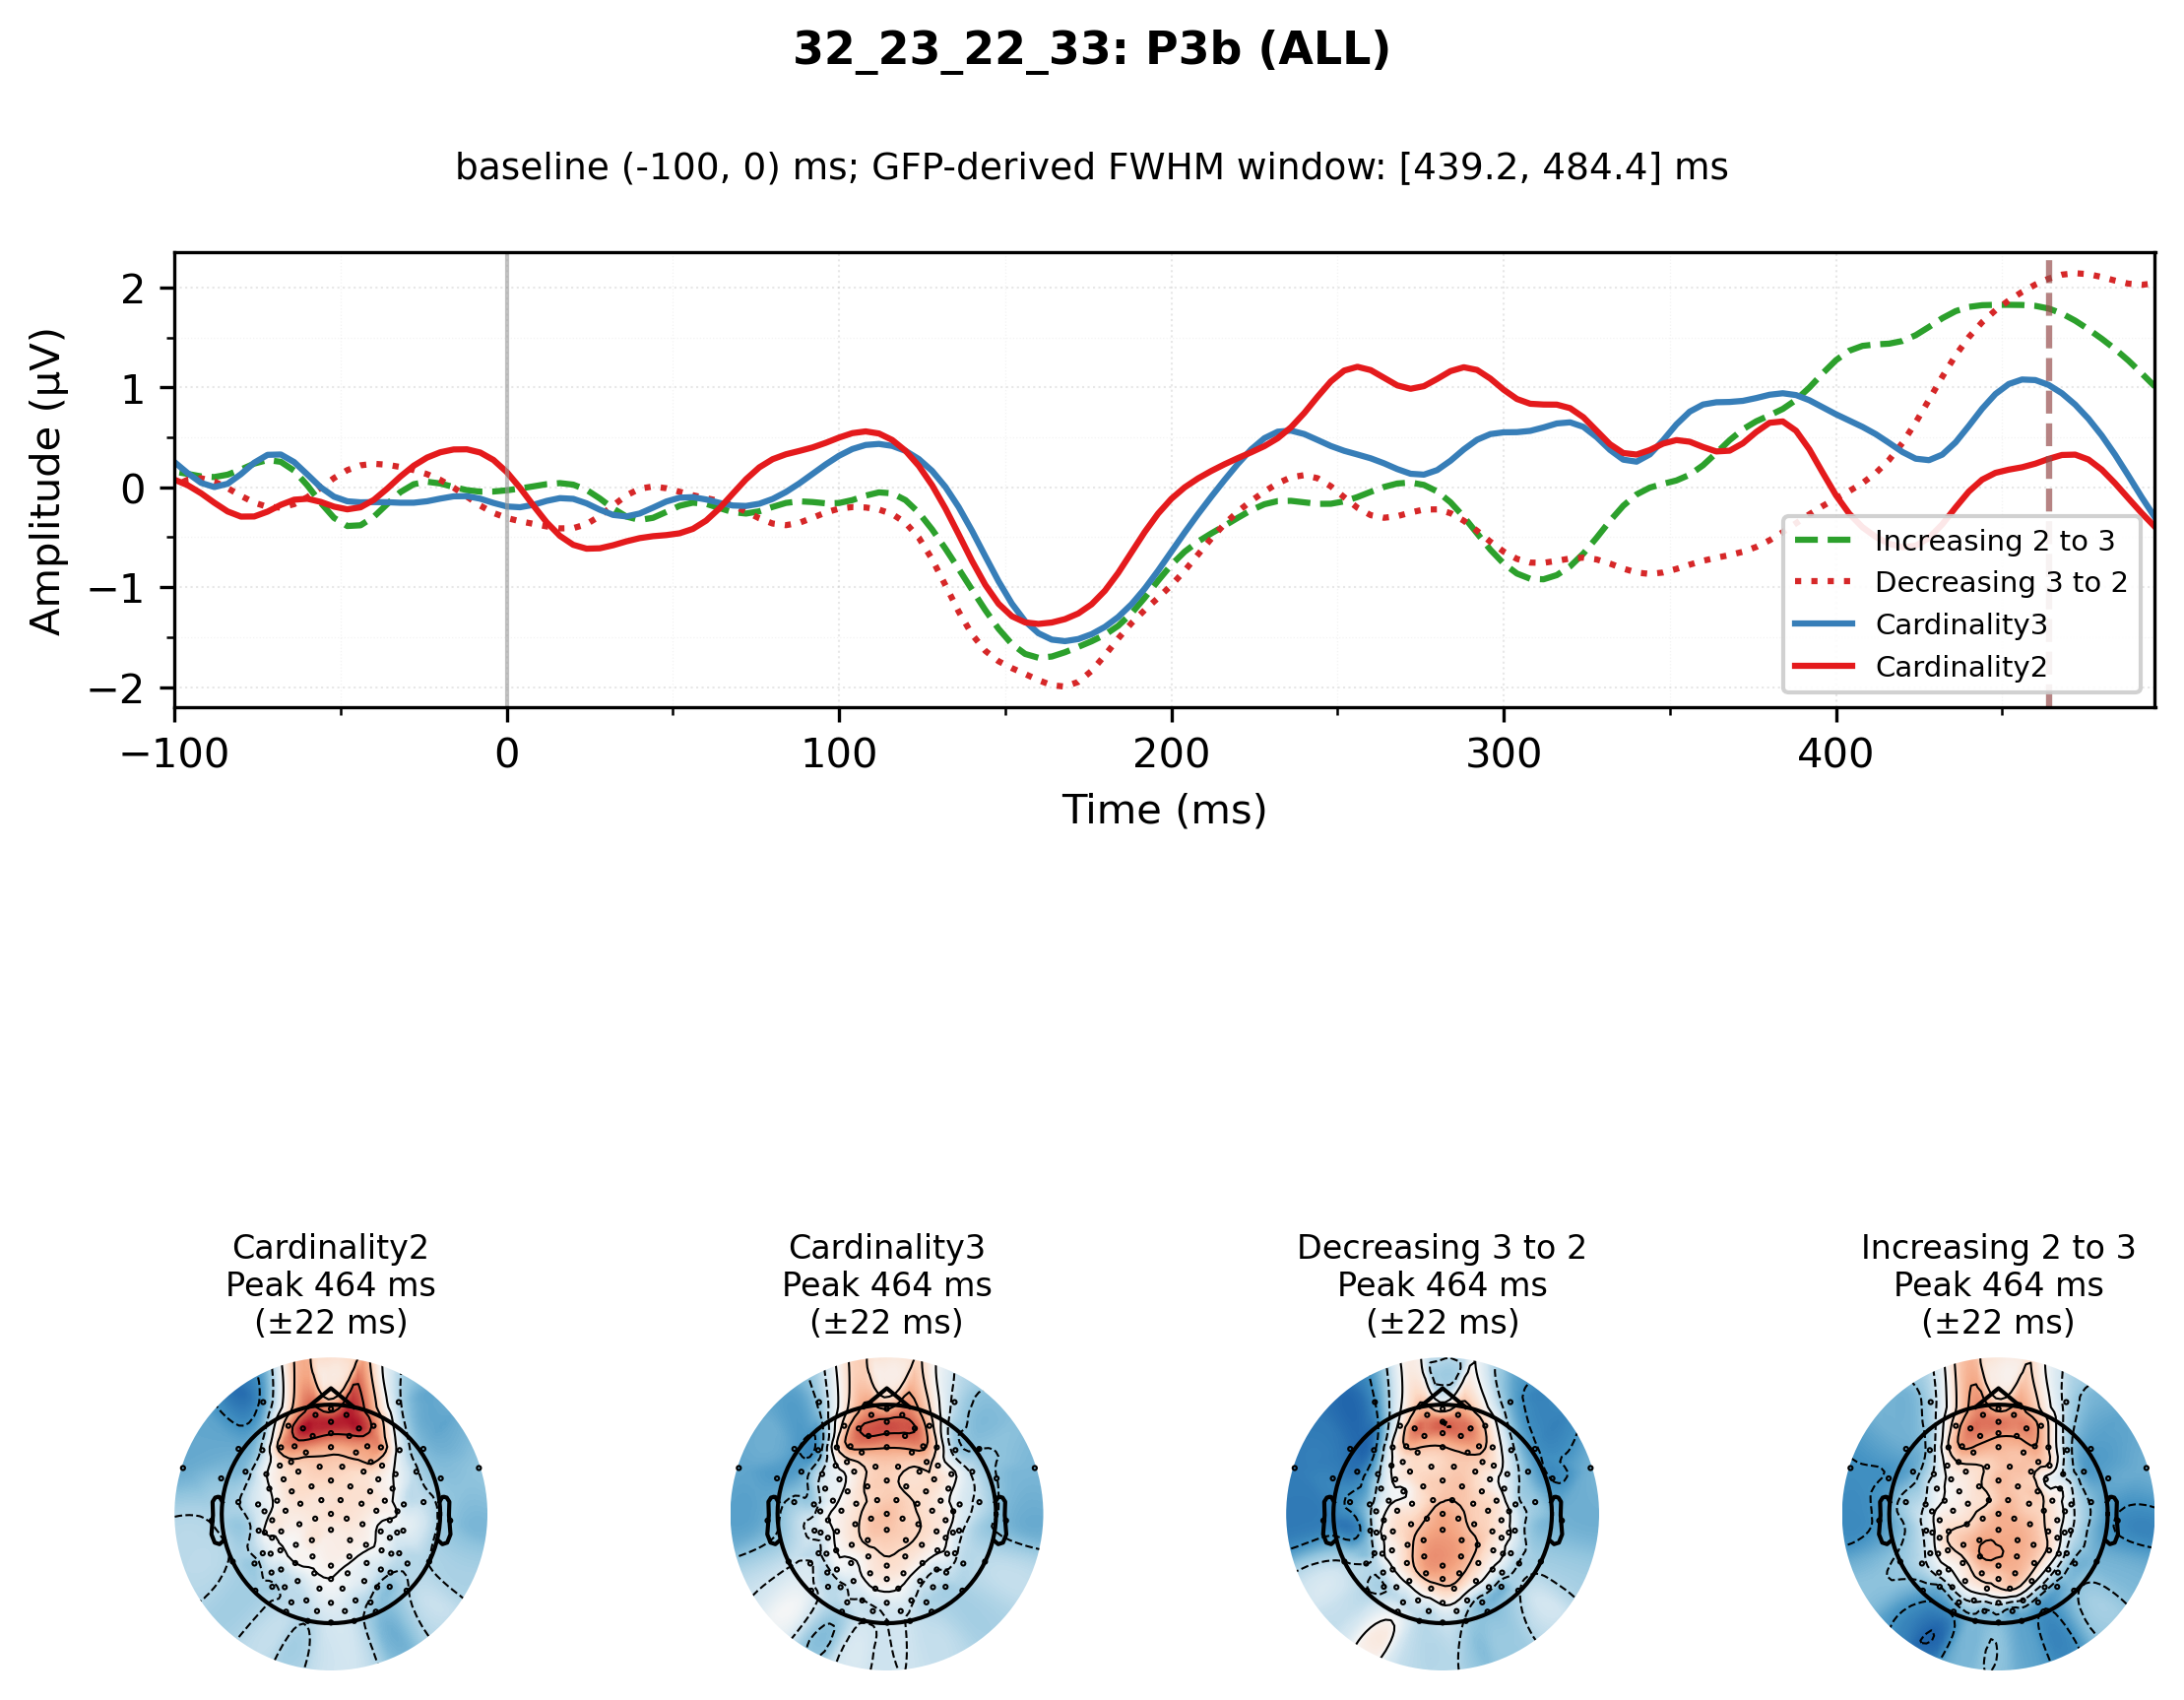 32_23_22_33: P3b (ALL)
baseline (-100, 0) ms; GFP-derived FWHM window: [439.2, 484.4] ms
Amplitude (µV)
2
1
0
−1
−2
−100
0
100
200
300
400
Time (ms)
Increasing 2 to 3
Decreasing 3 to 2
Cardinality3
Cardinality2
Cardinality2
Peak 464 ms
(±22 ms)
Cardinality3
Peak 464 ms
(±22 ms)
Decreasing 3 to 2
Peak 464 ms
(±22 ms)
Increasing 2 to 3
Peak 464 ms
(±22 ms)